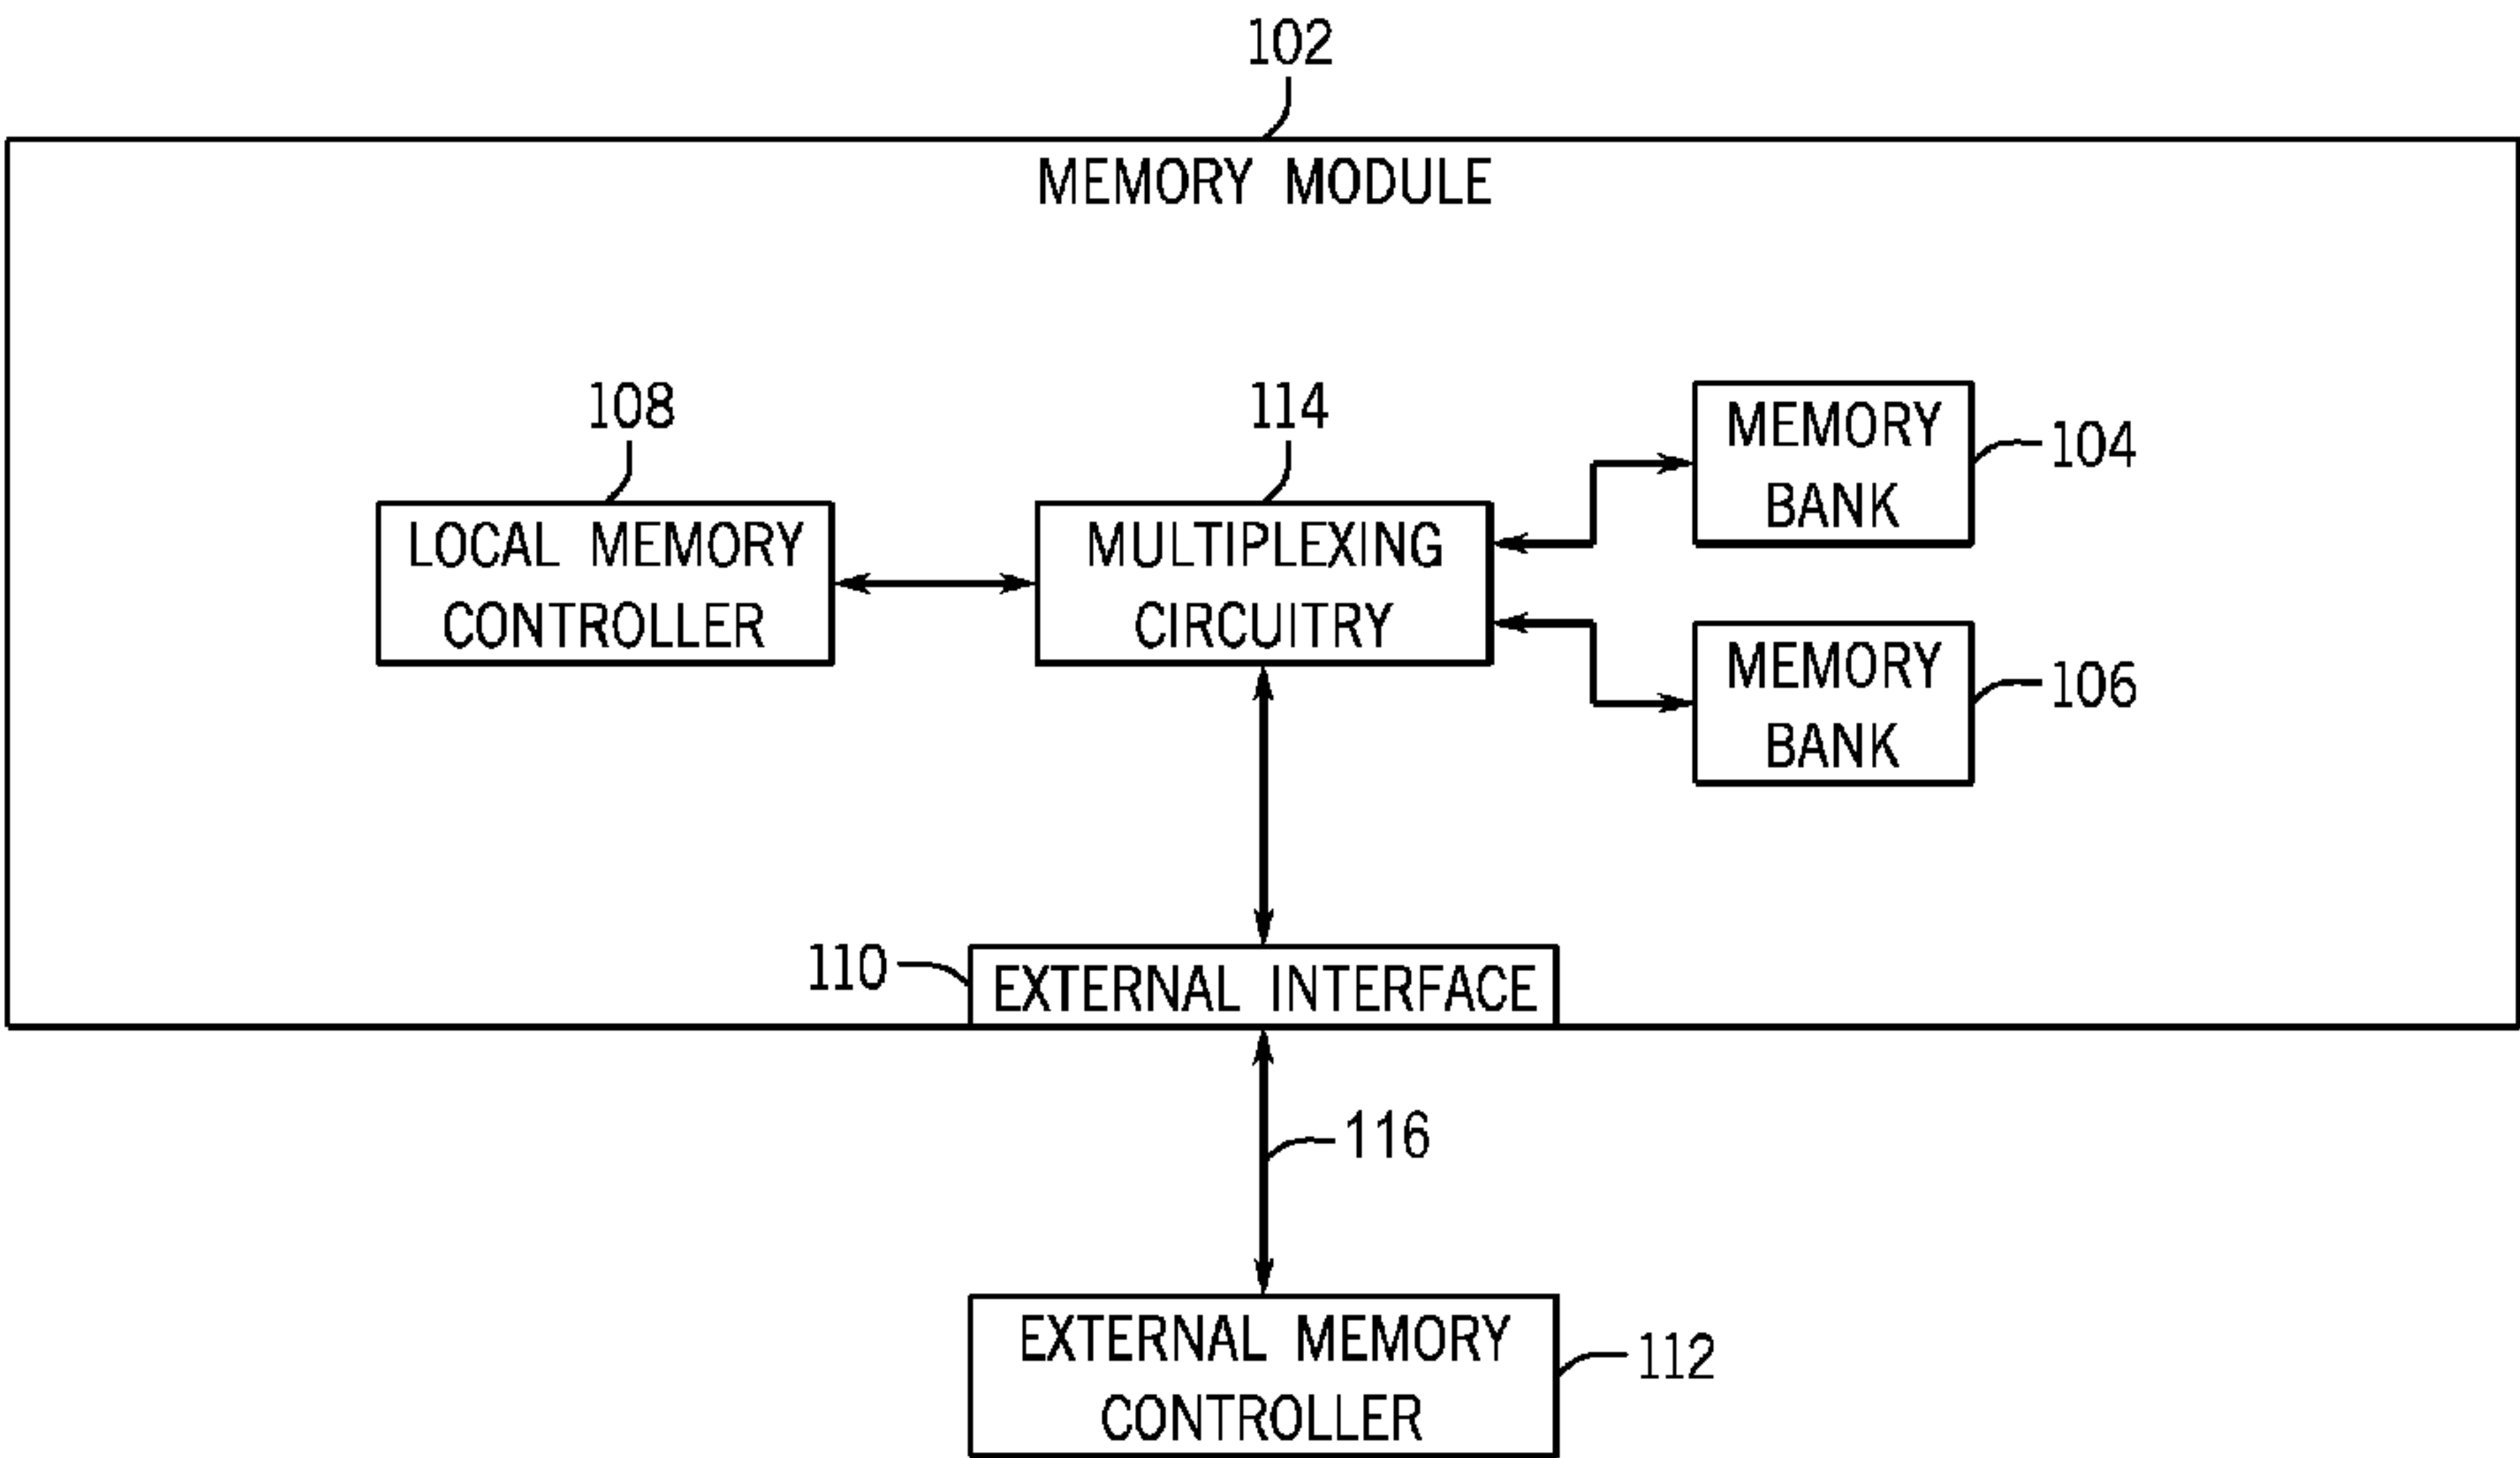 102
MEMORY MODULE
108
114
MEMORY
BANK
104
LOCAL MEMORY
CONTROLLER
MULTIPLEXING
CIRCUITRY
MEMORY
BANK
106
110
EXTERNAL INTERFACE
116
EXTERNAL MEMORY
CONTROLLER
112